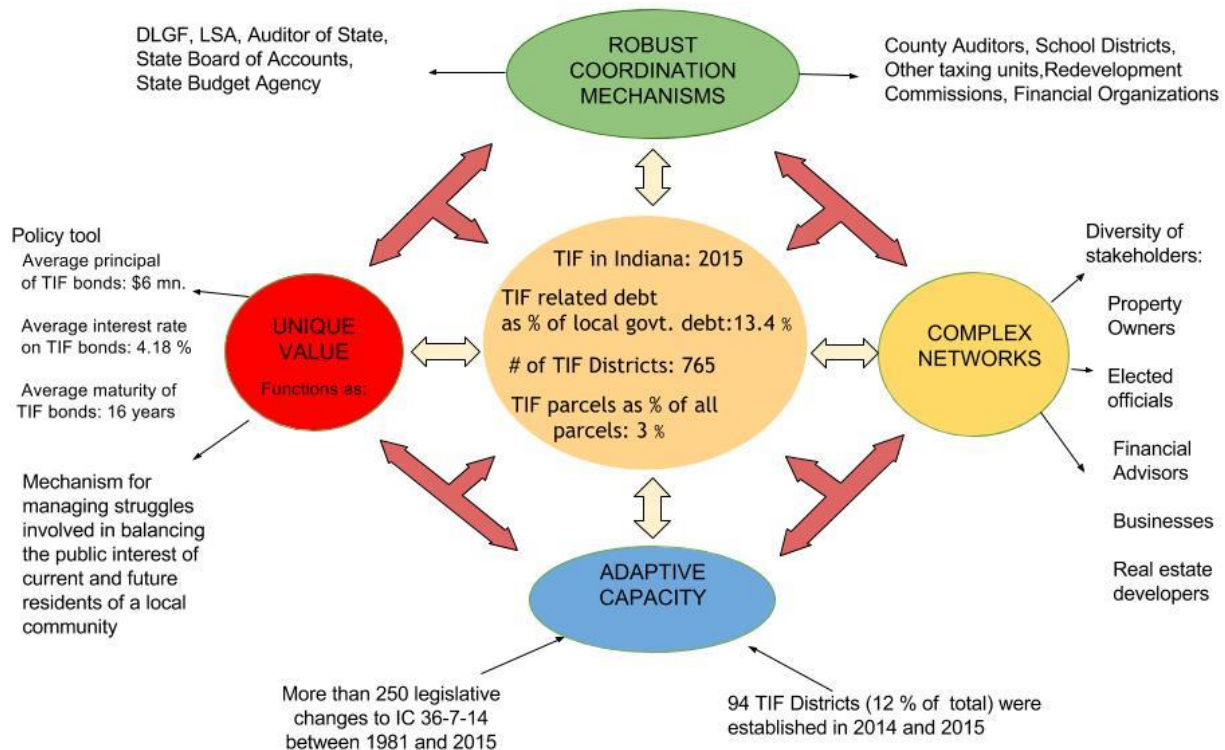 DLGF, LSA, Auditor of State,
State Board of Accounts,
State Budget Agency
ROBUST
COORDINATION
MECHANISMS
County Auditors, School Districts,
Other taxing units,Redevelopment
Commissions, Financial Organizations
Policy tool
Average principal
of TIF bonds: $6 mn.
Average interest rate
on TIF bonds: 4.18 %
Average maturity of
TIF bonds: 16 years
Mechanism for
managing struggles
involved in balancing
the public interest of
current and future
residents of a local
community
UNIQUE
VALUE
Functions as:
TIF in Indiana: 2015
TIF related debt
as % of local govt. debt:13.4 %
# of TIF Districts: 765
TIF parcels as % of all
parcels: 3 %
COMPLEX
NETWORKS
Diversity of
stakeholders:
Property
Owners
Elected
officials
Financial
Advisors
Businesses
Real estate
developers
ADAPTIVE
CAPACITY
More than 250 legislative
changes to IC 36-7-14
between 1981 and 2015
94 TIF Districts (12 % of total) were
established in 2014 and 2015